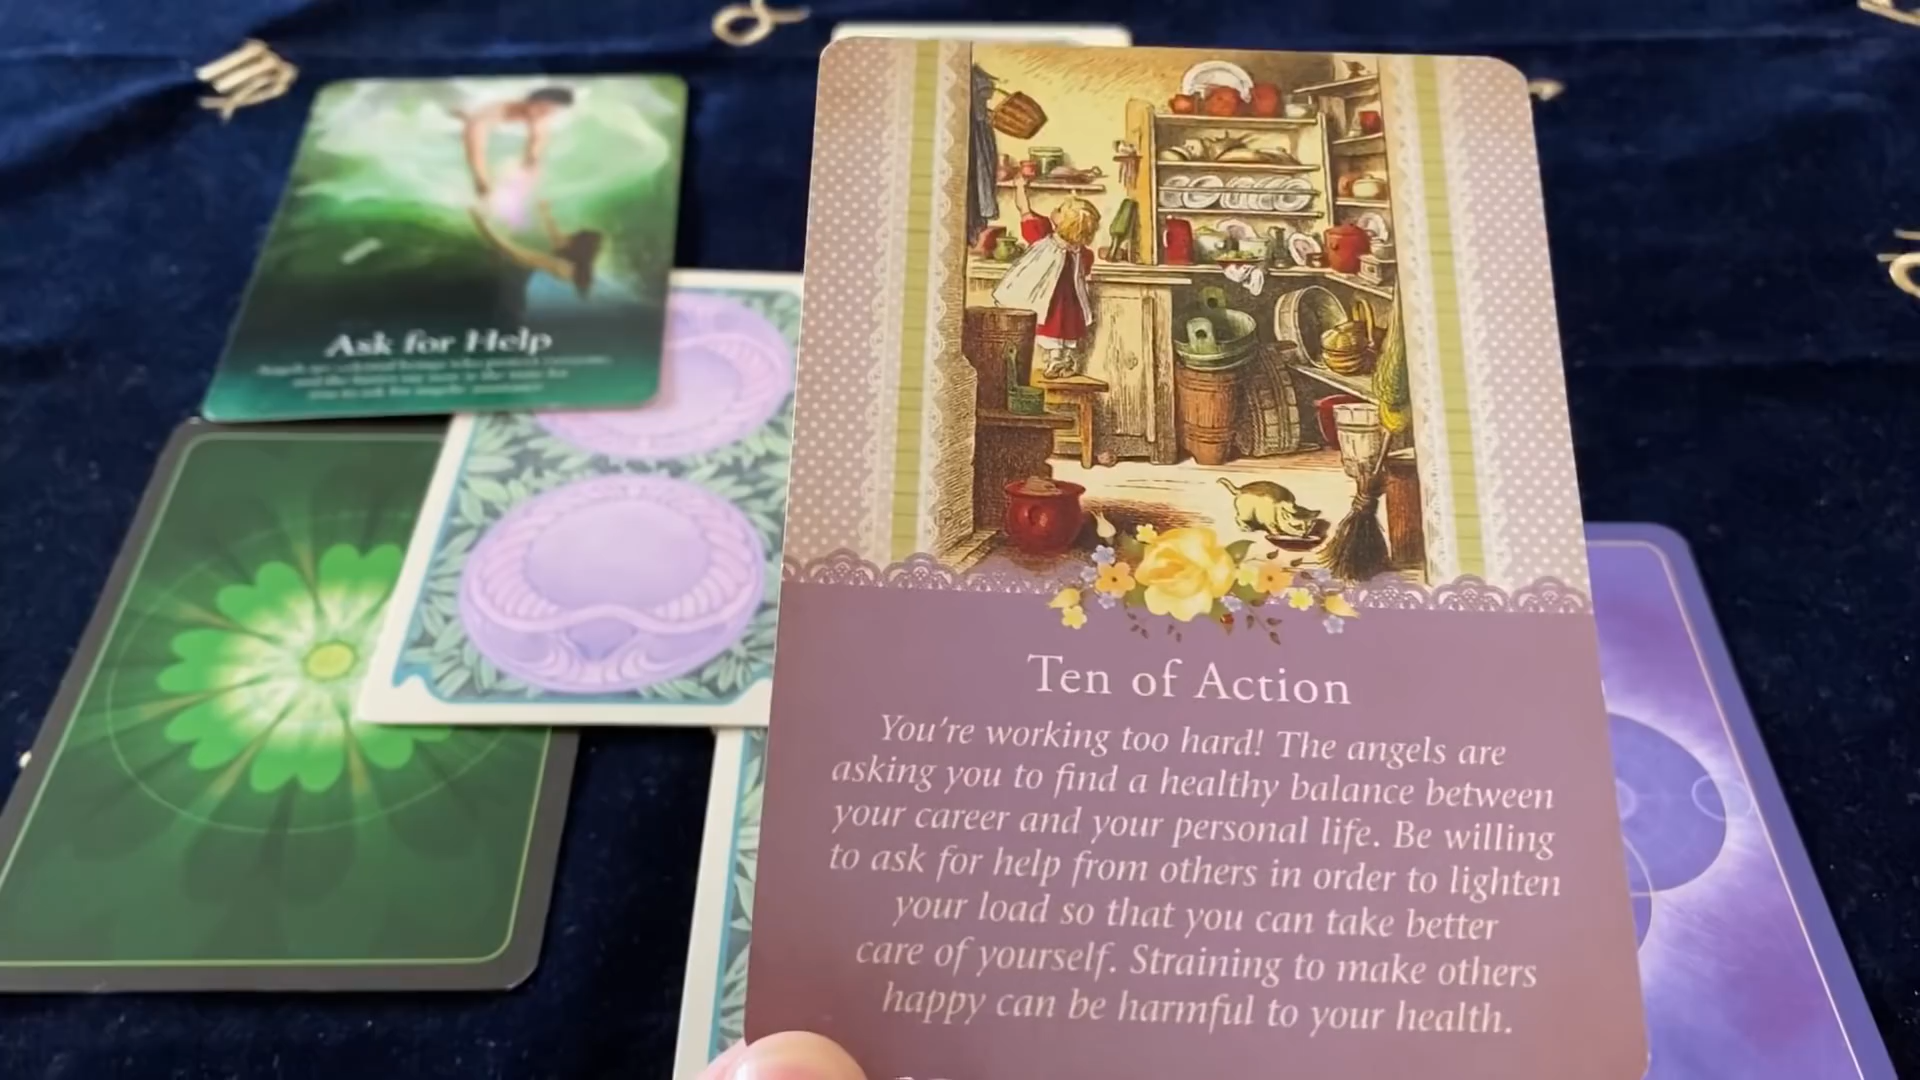 Ask for Help
Ten of Action
You're working too hard! The angels are
asking you to find a healthy balance between
your career and your personal life. Be willing
to ask for help from others in order to lighten
your load so that you can take better
care of yourself. Straining to make others
happy can be harmful to your health.